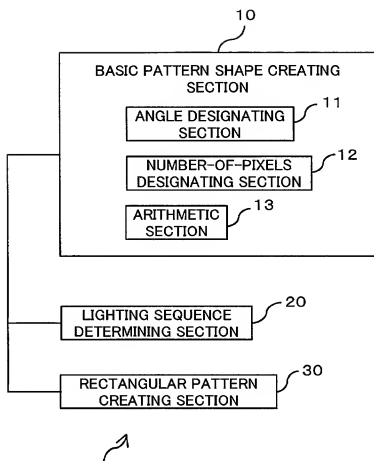 10
BASIC PATTERN SHAPE CREATING
SECTION
11
ANGLE DESIGNATING
SECTION
12
NUMBER-OF-PIXELS
DESIGNATING SECTION
13
ARITHMETIC
SECTION
20
LIGHTING SEQUENCE
DETERMINING SECTION
30
RECTANGULAR PATTERN
CREATING SECTION